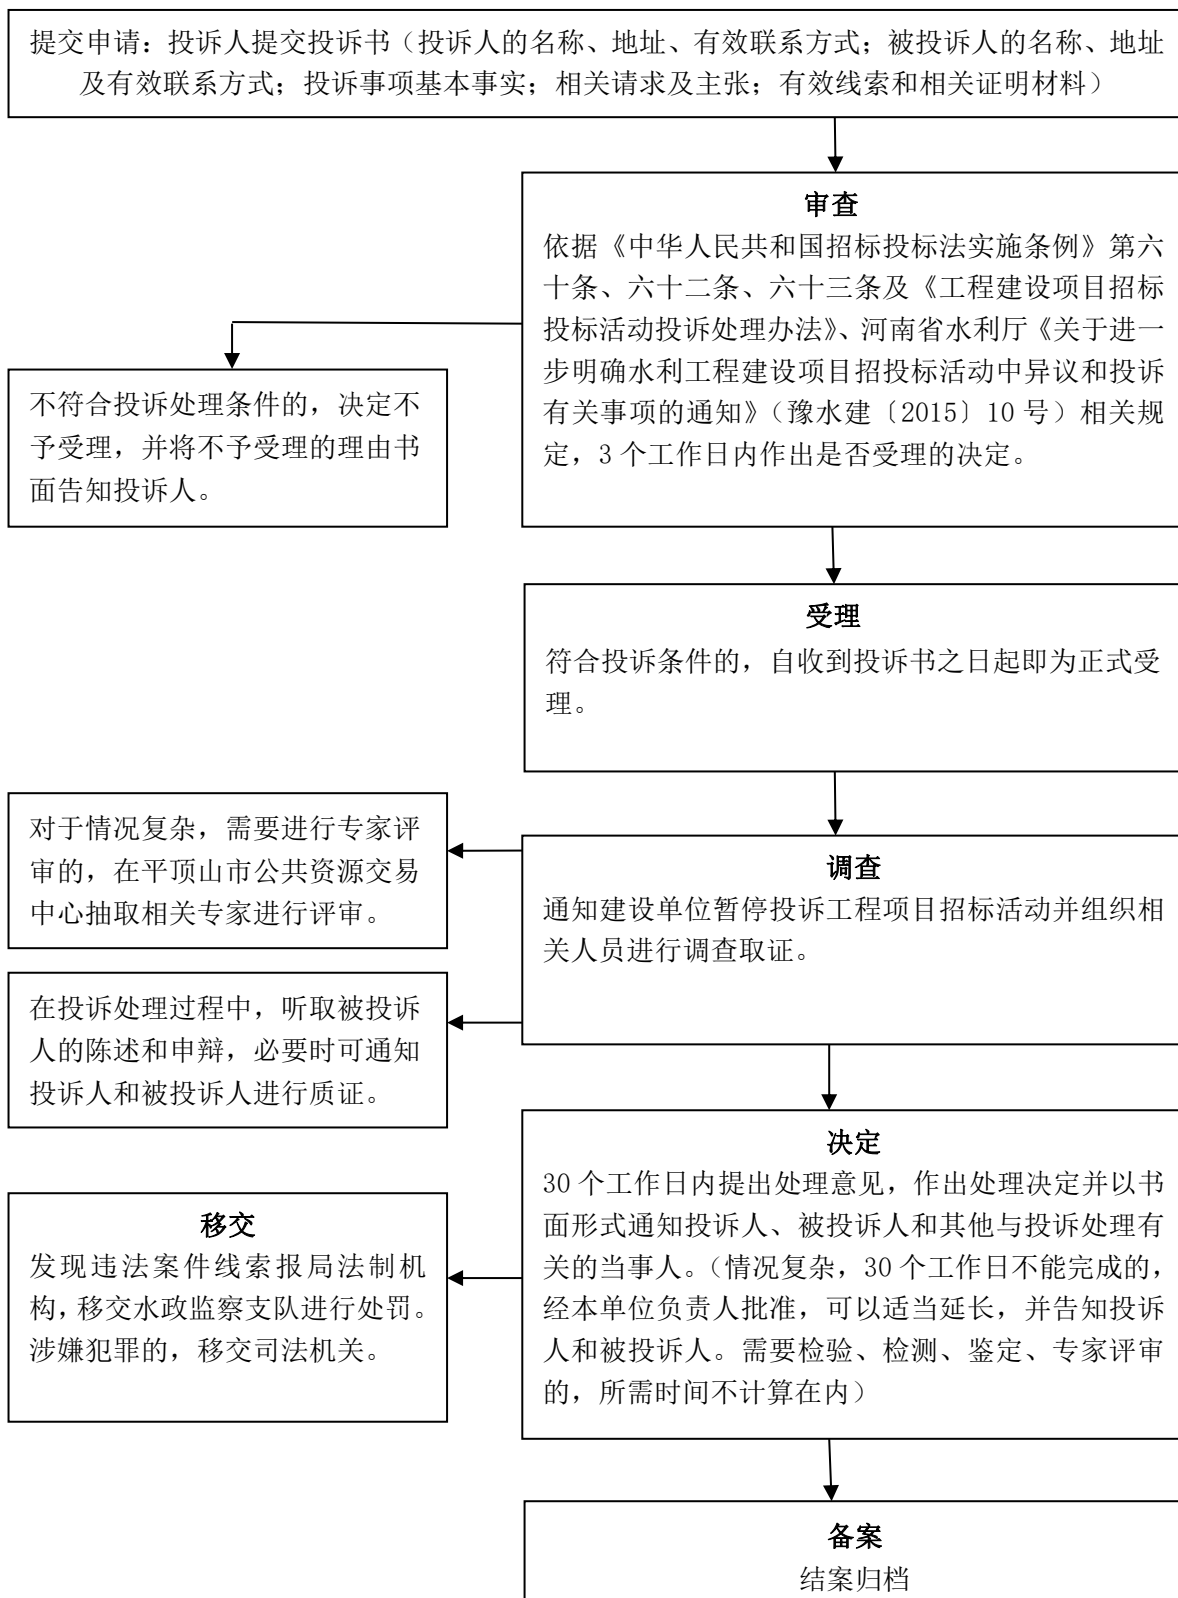 提交申请：投诉人提交投诉书（投诉人的名称、地址、有效联系方式；被投诉人的名称、地址
及有效联系方式；投诉事项基本事实；相关请求及主张；有效线索和相关证明材料）
审查
依据《中华人民共和国招标投标法实施条例》第六
十条、六十二条、六十三条及《工程建设项目招标
投标活动投诉处理办法》、河南省水利厅《关于进一
步明确水利工程建设项目招投标活动中异议和投诉
有关事项的通知》（豫水建〔2015〕10 号）相关规
定，3 个工作日内作出是否受理的决定。
不符合投诉处理条件的，决定不
予受理，并将不予受理的理由书
面告知投诉人。
受理
符合投诉条件的，自收到投诉书之日起即为正式受
理。
对于情况复杂，需要进行专家评
审的，在平顶山市公共资源交易
中心抽取相关专家进行评审。
调查
通知建设单位暂停投诉工程项目招标活动并组织相
关人员进行调查取证。
在投诉处理过程中，听取被投诉
人的陈述和申辩，必要时可通知
投诉人和被投诉人进行质证。
决定
30 个工作日内提出处理意见，作出处理决定并以书
面形式通知投诉人、被投诉人和其他与投诉处理有
关的当事人。（情况复杂，30 个工作日不能完成的，
经本单位负责人批准，可以适当延长，并告知投诉
人和被投诉人。需要检验、检测、鉴定、专家评审
的，所需时间不计算在内）
移交
发现违法案件线索报局法制机
构，移交水政监察支队进行处罚。
涉嫌犯罪的，移交司法机关。
备案
结案归档